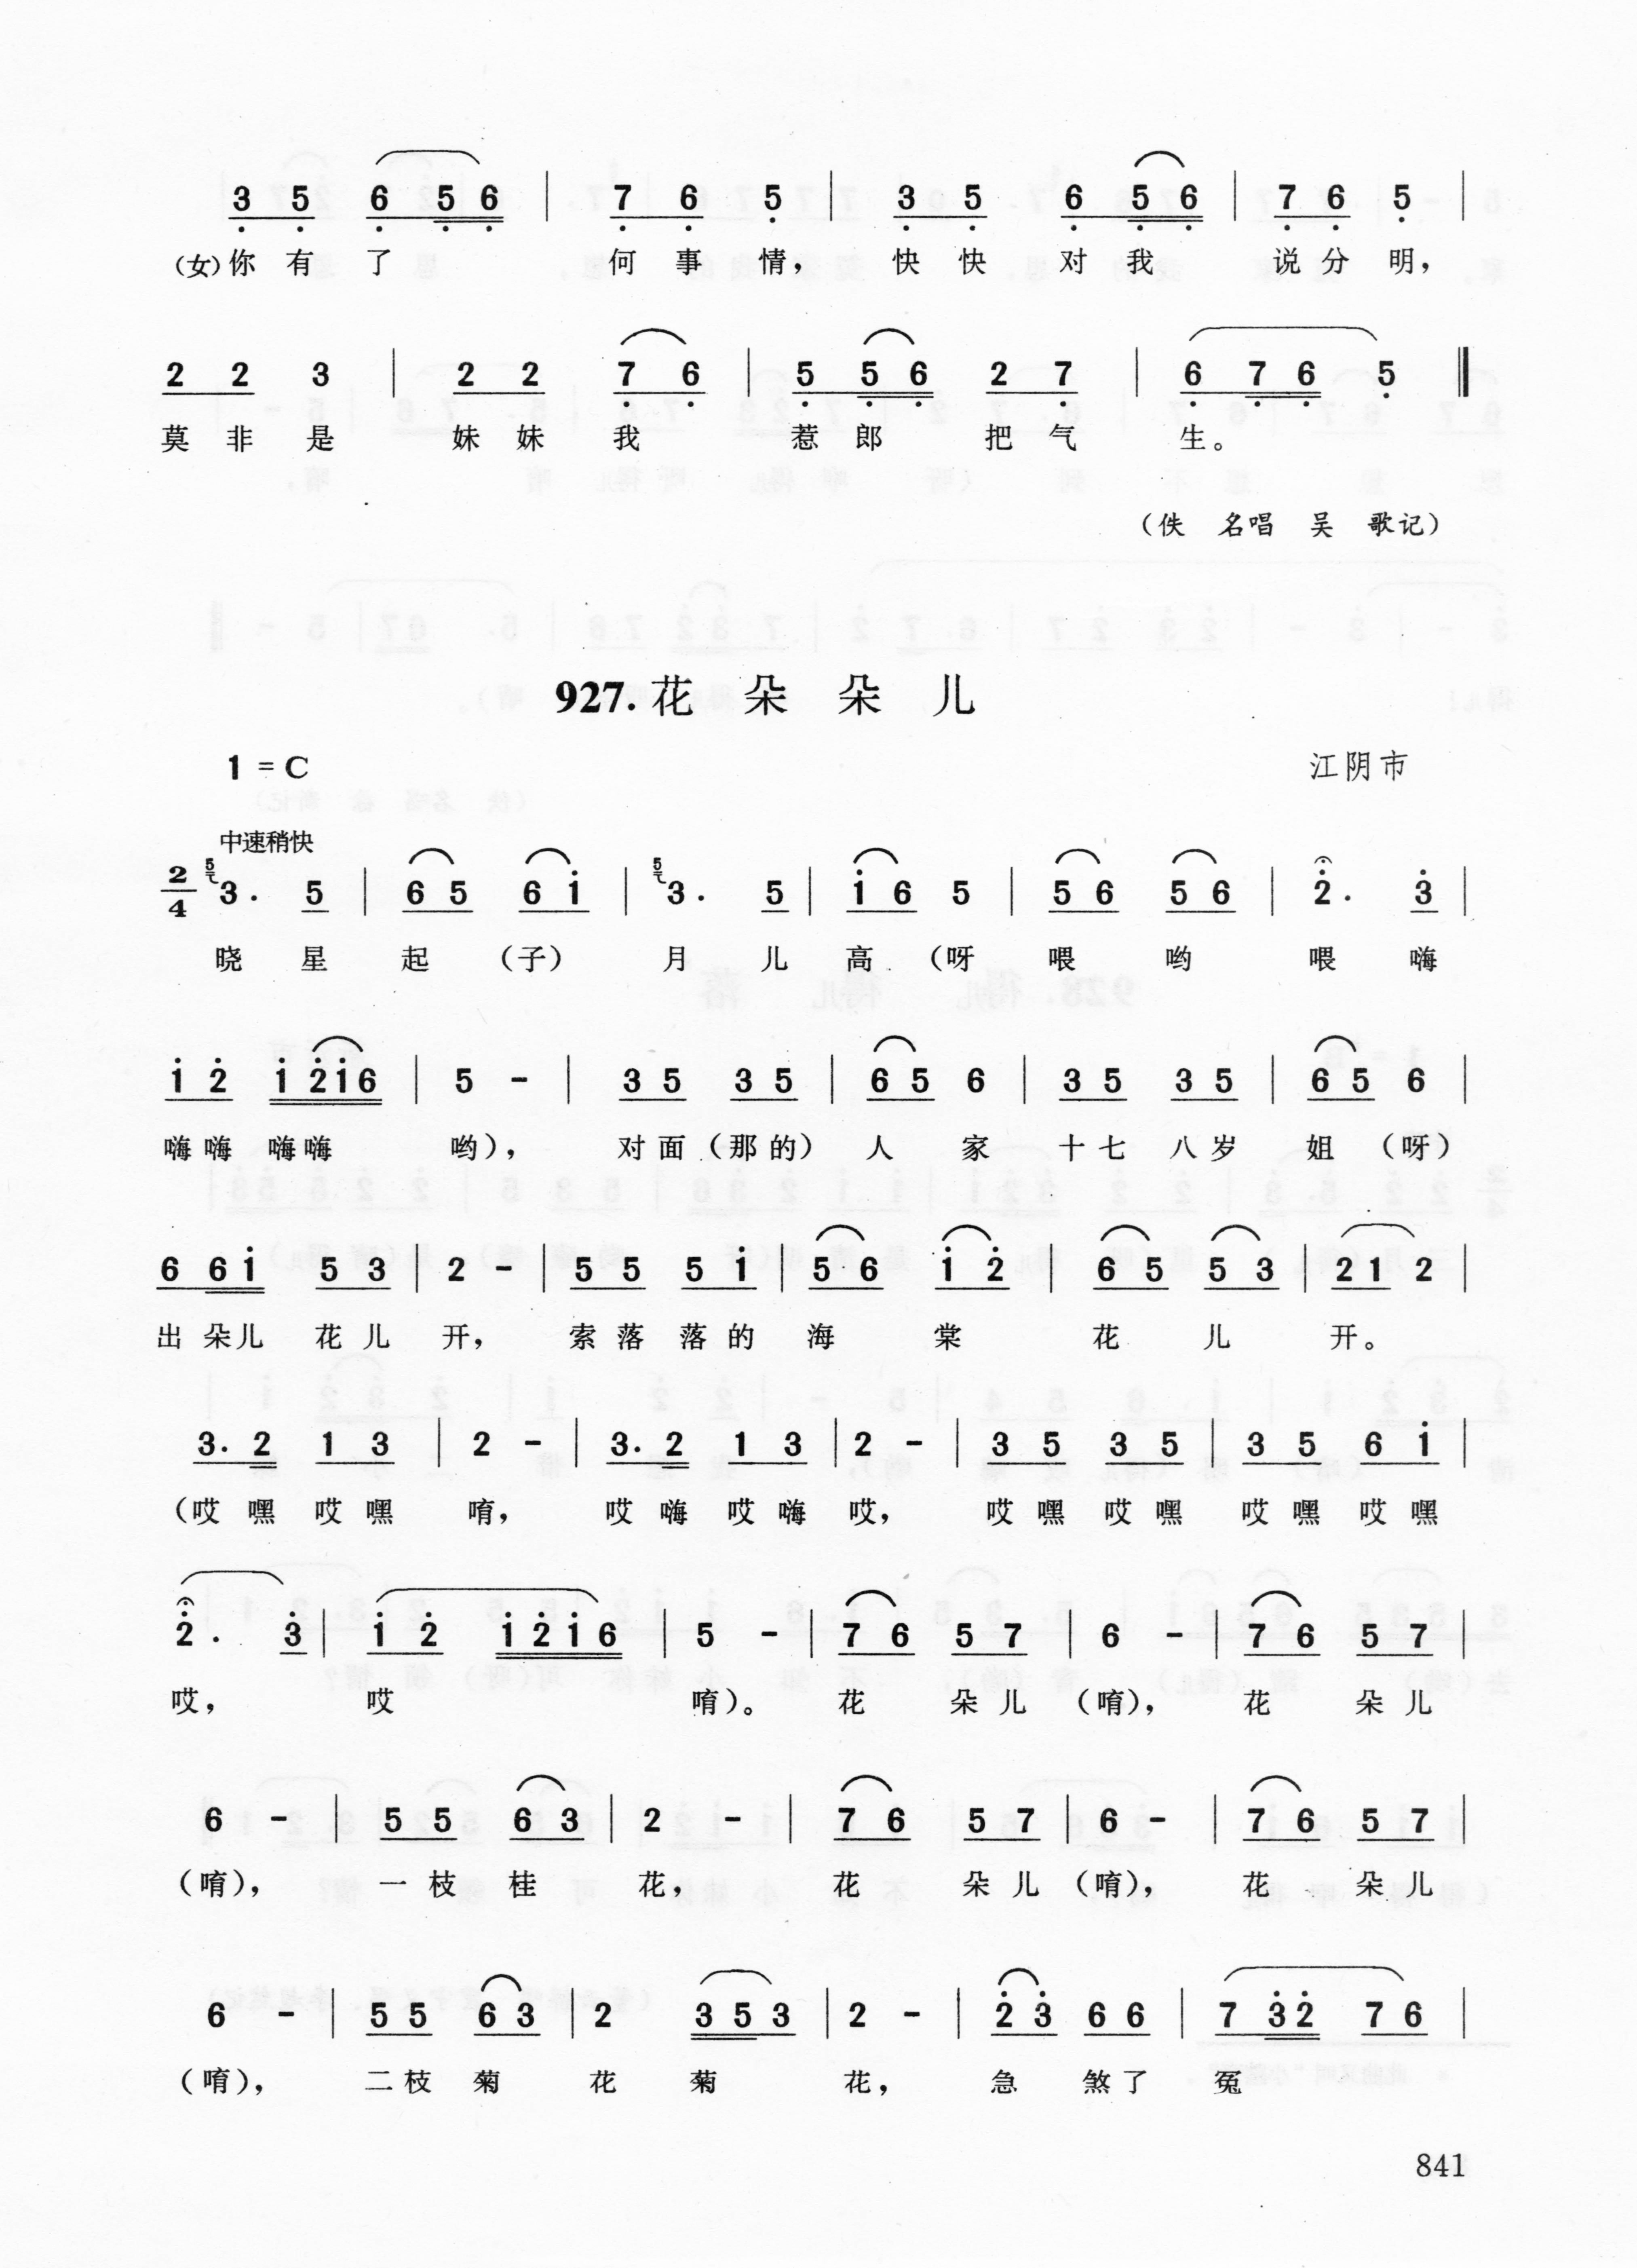 3 5 6 5 6 | 7 6 5 | 3 5 6 5 6 | 7 6 5 |
(女)你 有 了 何 事 情， 快 快 对 我 说 分 明，
2 2 3 | 2 2 7 6 | 5 5 6 2 7 | 6 7 6 5 ‖
莫 非 是 妹 妹 我 惹 郎 把 气 生。
(佚 名唱 吴 歌记)
927. 花 朵 朵 儿
1 = C 江阴市
中速稍快
2/4 5 3. 5 | 6 5 6 i | 5 3. 5 | i 6 5 | 5 6 5 6 | 2̇. 3̇ |
晓 星 起 (子) 月 儿 高 (呀 喂 哟 喂 嗨
i 2̇ i 2̇ i 6 | 5 - | 3 5 3 5 | 6 5 6 | 3 5 3 5 | 6 5 6 |
嗨 嗨 嗨 嗨 哟)， 对 面 (那 的) 人 家 十 七 八 岁 姐 (呀)
6 6 i 5 3 | 2 - | 5 5 5 i | 5 6 i 2̇ | 6 5 5 3 | 2 1 2 |
出 朵 儿 花 儿 开， 索 落 落 的 海 棠 花 儿 开。
3. 2 1 3 | 2 - | 3. 2 1 3 | 2 - | 3 5 3 5 | 3 5 6 i |
(哎 嘿 哎 嘿 唷， 哎 嗨 哎 嗨 哎， 哎 嘿 哎 嘿 哎 嘿 哎 嘿
2̇. 3̇ | i 2̇ i 2̇ i 6 | 5 - | 7 6 5 7 | 6 - | 7 6 5 7 |
哎， 哎 唷)。 花 朵 儿 (唷)， 花 朵 儿
6 - | 5 5 6 3 | 2 - | 7 6 5 7 | 6 - | 7 6 5 7 |
(唷)， 一 枝 桂 花， 花 朵 儿 (唷)， 花 朵 儿
6 - | 5 5 6 3 | 2 3 5 3 | 2 - | 2̇ 3̇ 6 6 | 7 3̇ 2̇ 7 6 |
(唷)， 二 枝 菊 花 菊 花， 急 煞 了 冤
841